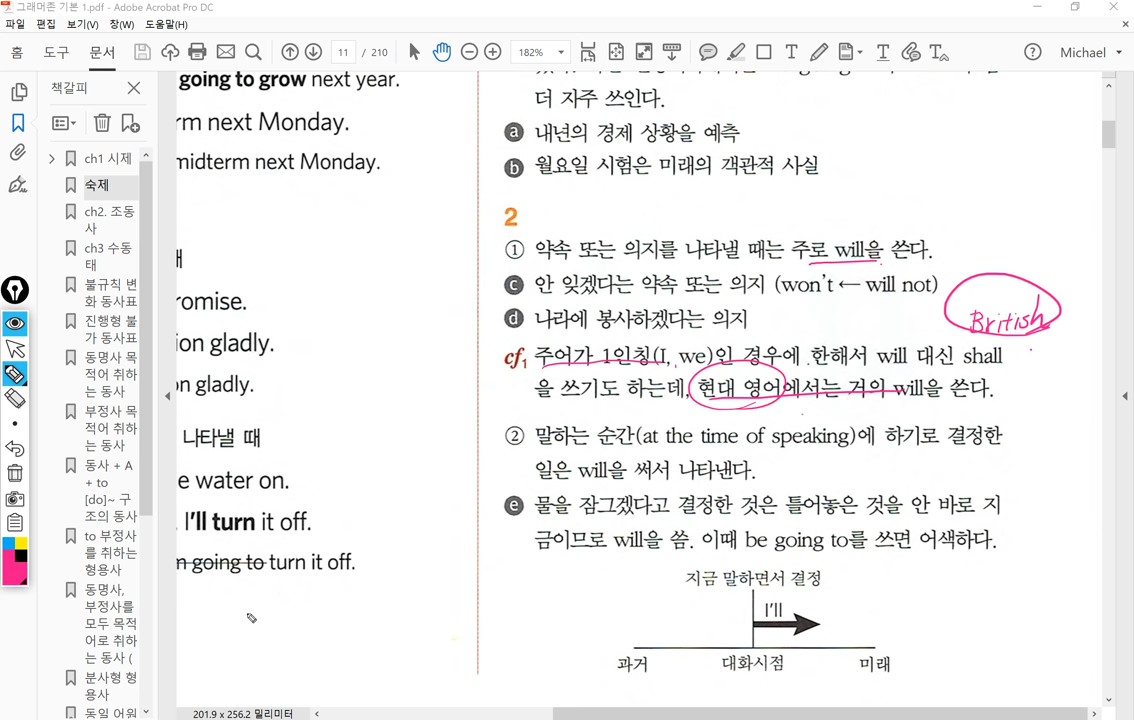 그래머존 기본 1.pdf - Adobe Acrobat Pro DC
파일 편집 보기(V) 창(W) 도움말(H)
홈 도구 문서 11 / 210 182% Michael
책갈피
ch1 시제
숙제
ch2. 조동
사
ch3 수동
태
불규칙 변
화 동사표
진행형 불
가 동사표
동명사 목
적어 취하
는 동사
부정사 목
적어 취하
는 동사
동사 + A
+ to
[do]~ 구
조의 동사
to 부정사
를 취하는
형용사
동명사,
부정사를
모두 목적
어로 취하
는 동사 (
분사형 형
용사
동일 어원
going to grow next year.
rm next Monday.
midterm next Monday.
romise.
ion gladly.
on gladly.
나타낼 때
e water on.
I'll turn it off.
m going to turn it off.
201.9 x 256.2 밀리미터
더 자주 쓰인다.
a 내년의 경제 상황을 예측
b 월요일 시험은 미래의 객관적 사실
2
① 약속 또는 의지를 나타낼 때는 주로 will을 쓴다.
c 안 잊겠다는 약속 또는 의지 (won't ← will not)
British
d 나라에 봉사하겠다는 의지
cf1 주어가 1인칭(I, we)인 경우에 한해서 will 대신 shall
을 쓰기도 하는데, 현대 영어에서는 거의 will을 쓴다.
② 말하는 순간(at the time of speaking)에 하기로 결정한
일은 will을 써서 나타낸다.
e 물을 잠그겠다고 결정한 것은 틀어놓은 것을 안 바로 지
금이므로 will을 씀. 이때 be going to를 쓰면 어색하다.
지금 말하면서 결정
I'll
과거 대화시점 미래